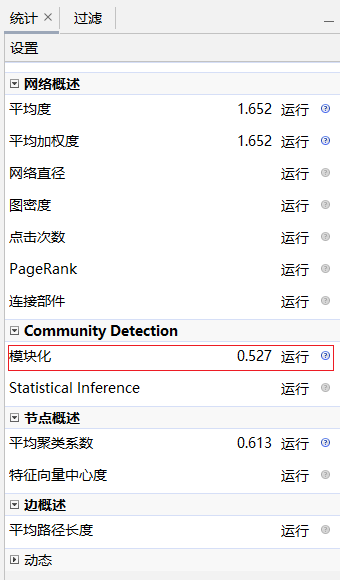 统计 × 过滤
设置
网络概述
平均度 1.652 运行
平均加权度 1.652 运行
网络直径 运行
图密度 运行
点击次数 运行
PageRank 运行
连接部件 运行
Community Detection
模块化 0.527 运行
Statistical Inference 运行
节点概述
平均聚类系数 0.613 运行
特征向量中心度 运行
边概述
平均路径长度 运行
动态